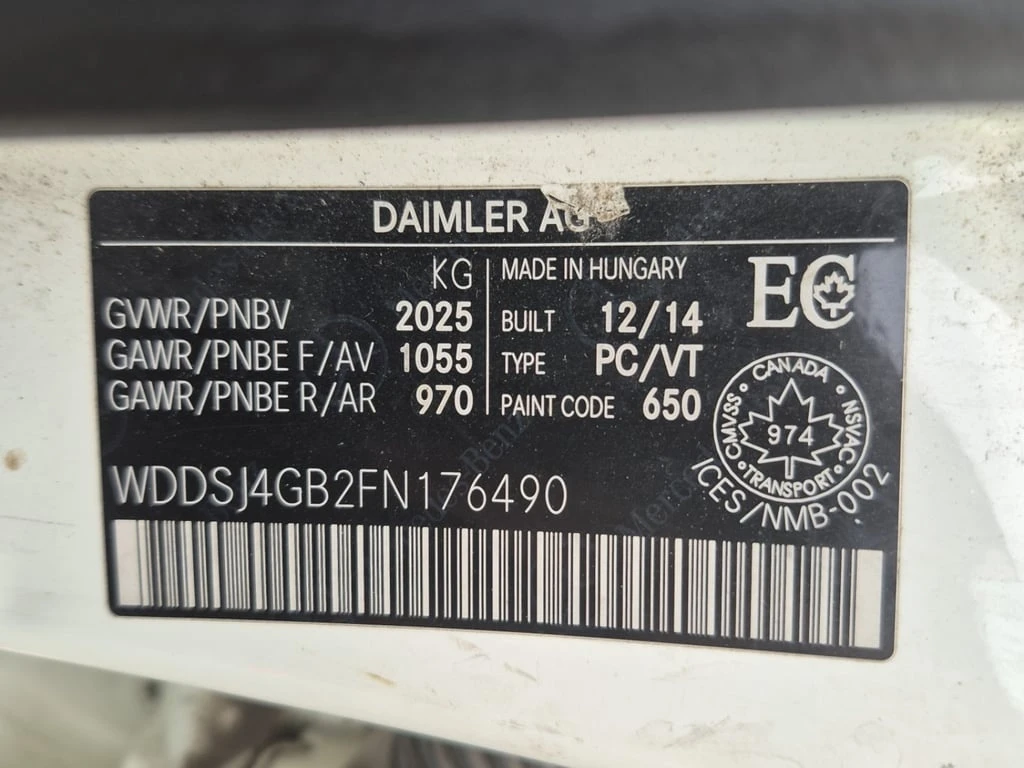 DAIMLER AG
KG
GVWR/PNBV 2025
GAWR/PNBE F/AV 1055
GAWR/PNBE R/AR 970
MADE IN HUNGARY
BUILT 12/14
TYPE PC/VT
PAINT CODE 650
EC
CANADA
CMVSS NSVAC
974
TRANSPORT
ICES/NMB-002
WDDSJ4GB2FN176490